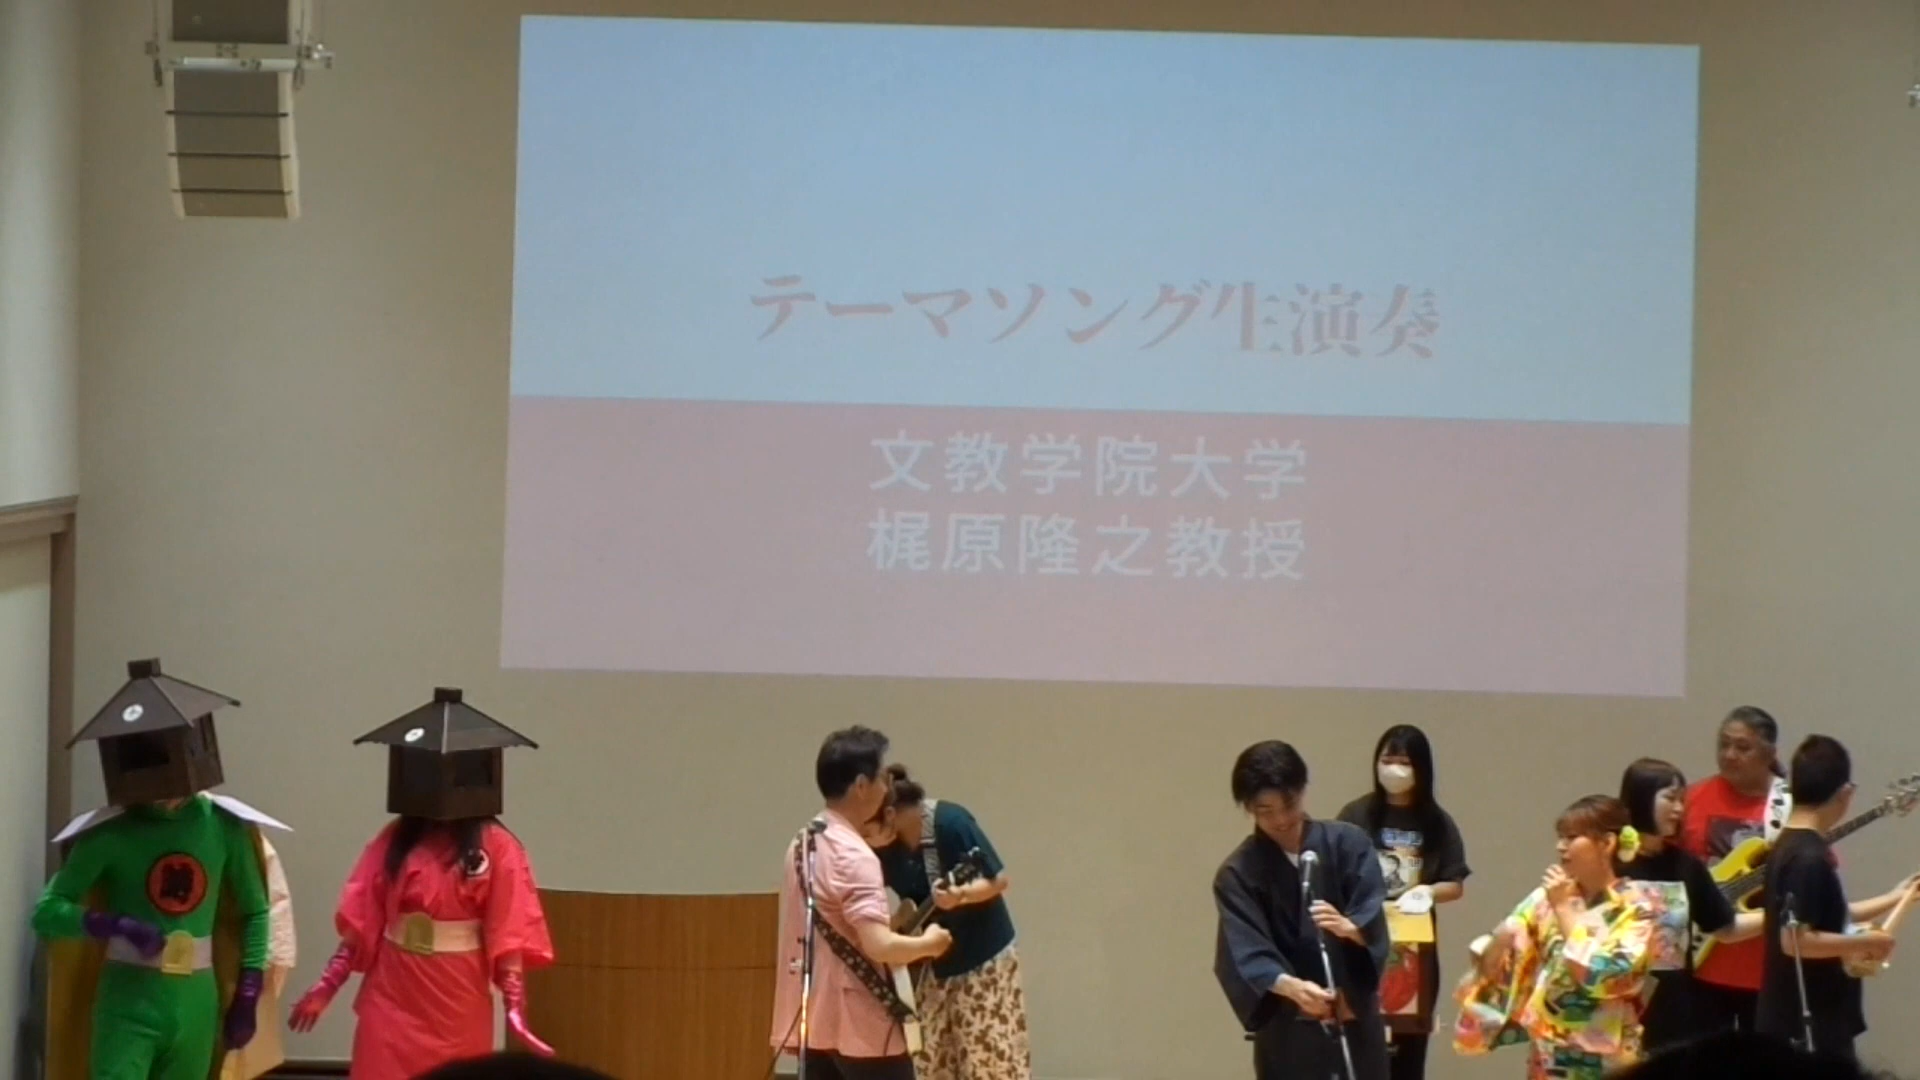 テーマソング生演奏
文教学院大学
梶原隆之教授